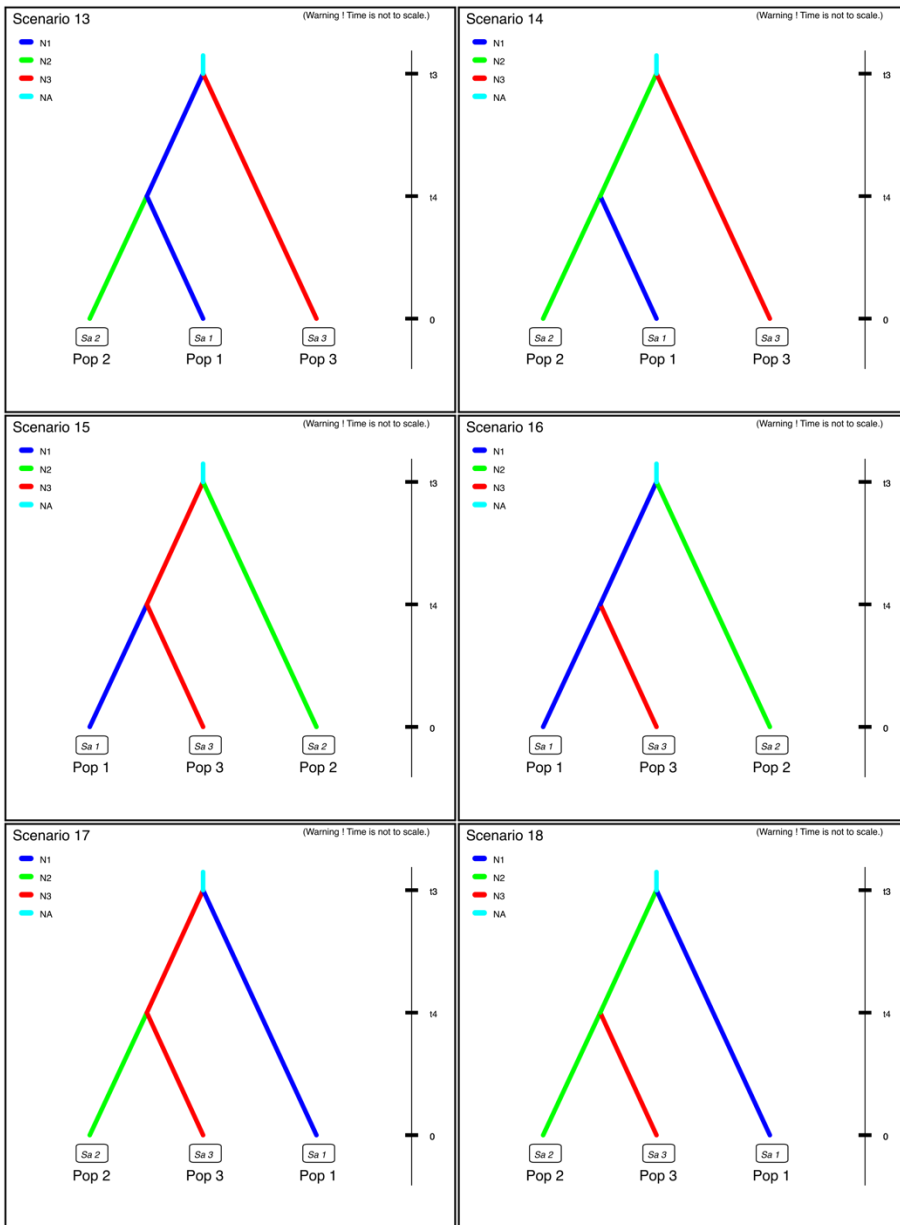 Scenario 13
(Warning ! Time is not to scale.)
N1
N2
N3
NA
t3
t4
0
Sa 2
Sa 1
Sa 3
Pop 2
Pop 1
Pop 3
Scenario 14
(Warning ! Time is not to scale.)
N1
N2
N3
NA
t3
t4
0
Sa 2
Sa 1
Sa 3
Pop 2
Pop 1
Pop 3
Scenario 15
(Warning ! Time is not to scale.)
N1
N2
N3
NA
t3
t4
0
Sa 1
Sa 3
Sa 2
Pop 1
Pop 3
Pop 2
Scenario 16
(Warning ! Time is not to scale.)
N1
N2
N3
NA
t3
t4
0
Sa 1
Sa 3
Sa 2
Pop 1
Pop 3
Pop 2
Scenario 17
(Warning ! Time is not to scale.)
N1
N2
N3
NA
t3
t4
0
Sa 2
Sa 3
Sa 1
Pop 2
Pop 3
Pop 1
Scenario 18
(Warning ! Time is not to scale.)
N1
N2
N3
NA
t3
t4
0
Sa 2
Sa 3
Sa 1
Pop 2
Pop 3
Pop 1